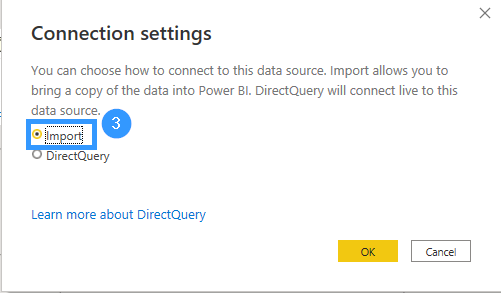 Connection settings
You can choose how to connect to this data source. Import allows you to
bring a copy of the data into Power BI. DirectQuery will connect live to this
data source.
3
Import
DirectQuery
Learn more about DirectQuery
OK
Cancel